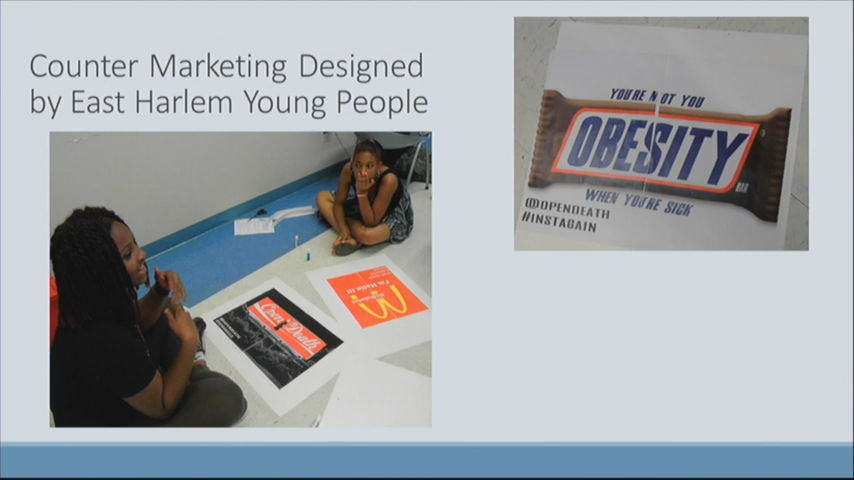 Counter Marketing Designed
by East Harlem Young People
YOU'RE NOT YOU
OBESITY
BAR
WHEN YOU'RE SICK
@OPENDEATH
#INSTAGAIN
Open Death